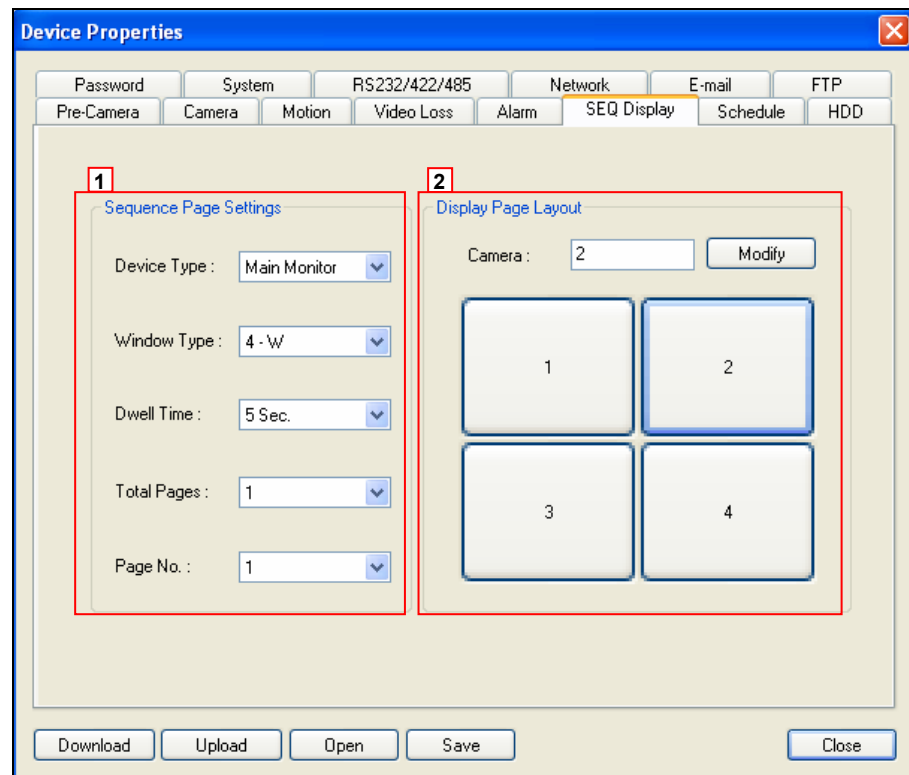 Device Properties
Password System RS232/422/485 Network E-mail FTP
Pre-Camera Camera Motion Video Loss Alarm SEQ Display Schedule HDD
1
Sequence Page Settings
Device Type : Main Monitor
Window Type : 4 - W
Dwell Time : 5 Sec.
Total Pages : 1
Page No. : 1
2
Display Page Layout
Camera : 2 Modify
1 2
3 4
Download Upload Open Save Close